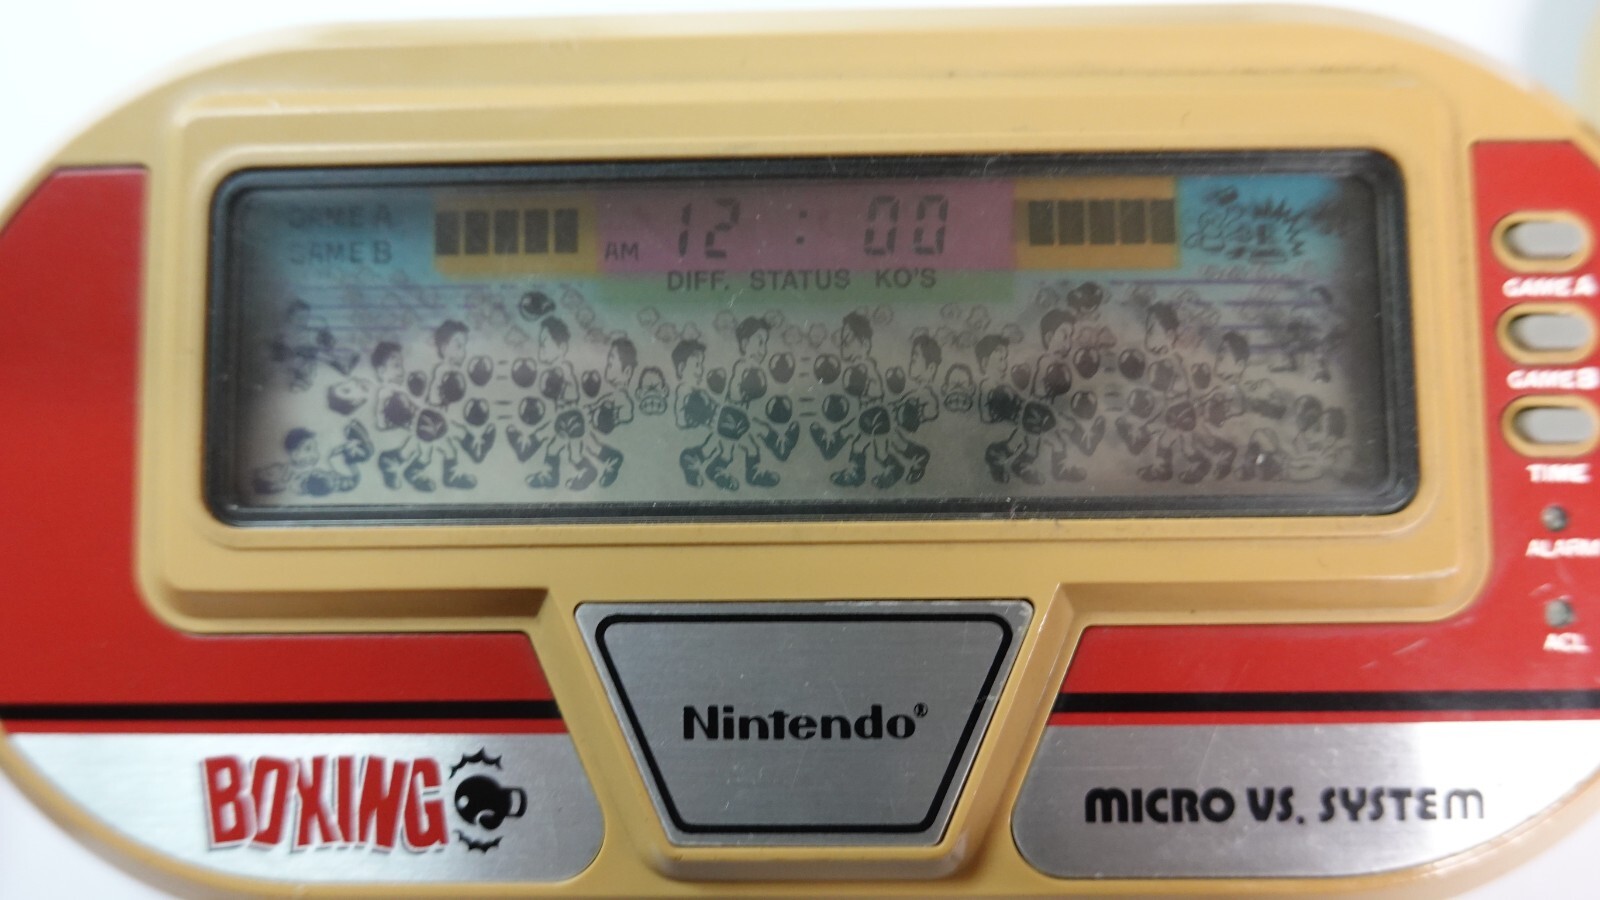 GAME A
GAME B
AM 12:00
DIFF. STATUS KO'S
GAME A
GAME B
TIME
ALARM
ACL
Nintendo®
BOXING
MICRO VS. SYSTEM